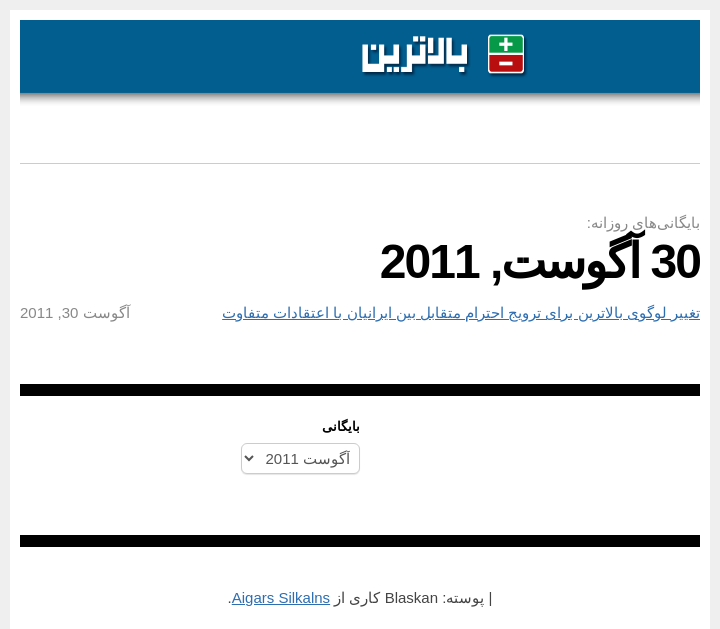 بالاترین
بایگانی‌های روزانه:
30 آگوست, 2011
تغییر لوگوی بالاترین برای ترویج احترام متقابل بین ایرانیان با اعتقادات متفاوت
آگوست 30, 2011
بایگانی
آگوست 2011
| پوسته: Blaskan کاری از Aigars Silkalns.